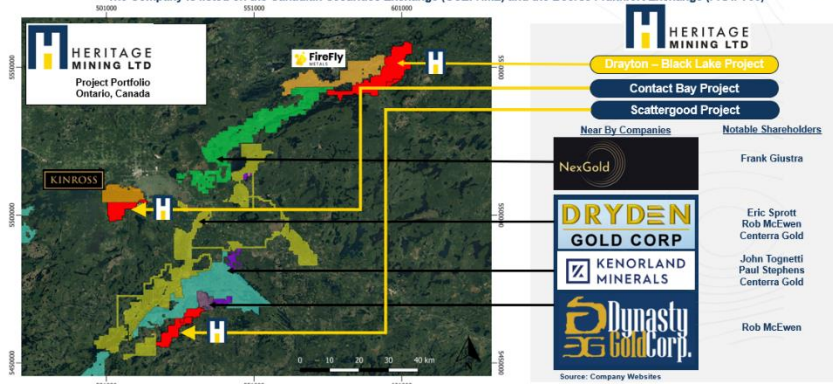 HERITAGE
MINING LTD
Project Portfolio
Ontario, Canada
501000
551000
601000
5550000
5500000
5450000
FireFly
METALS
KINROSS
0 10 20 30 40 km
551000
HERITAGE
MINING LTD
Drayton – Black Lake Project
Contact Bay Project
Scattergood Project
Near By Companies
Notable Shareholders
NexGold
Frank Giustra
DRYDEN
GOLD CORP
Eric Sprott
Rob McEwen
Centerra Gold
KENORLAND
MINERALS
John Tognetti
Paul Stephens
Centerra Gold
Dynasty
GoldCorp.
Rob McEwen
Source: Company Websites